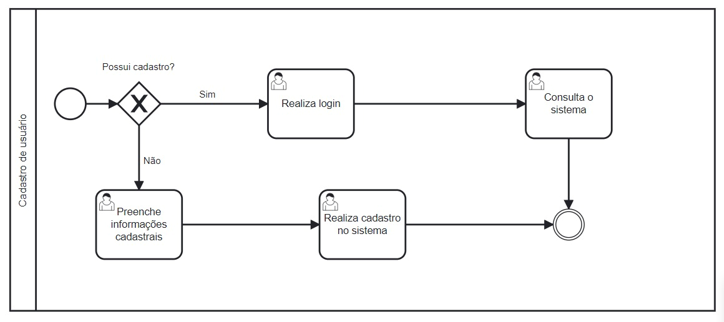 Cadastro de usuário
Possui cadastro?
Sim
Realiza login
Consulta o
sistema
Não
Preenche
informações
cadastrais
Realiza cadastro
no sistema